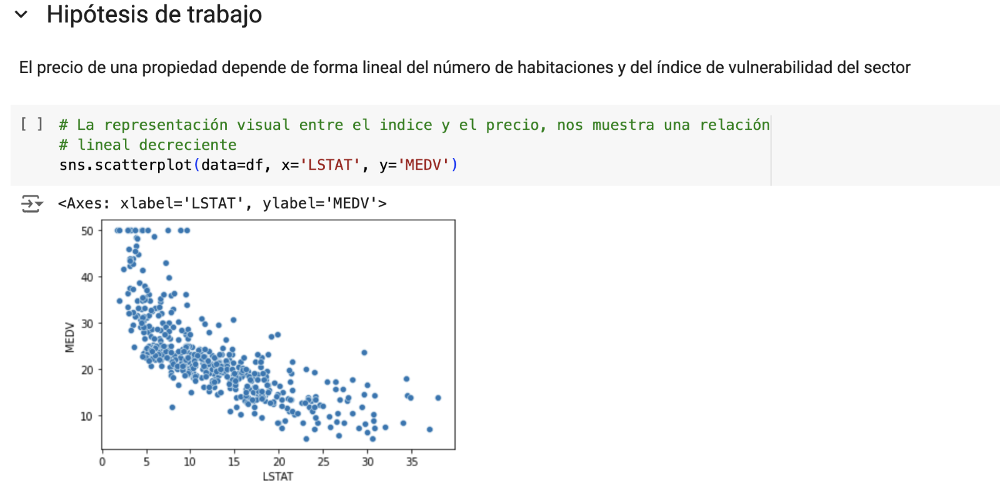 Hipótesis de trabajo
El precio de una propiedad depende de forma lineal del número de habitaciones y del índice de vulnerabilidad del sector
[ ] # La representación visual entre el indice y el precio, nos muestra una relación
# lineal decreciente
sns.scatterplot(data=df, x='LSTAT', y='MEDV')
<Axes: xlabel='LSTAT', ylabel='MEDV'>
50
40
30
20
10
MEDV
0 5 10 15 20 25 30 35
LSTAT